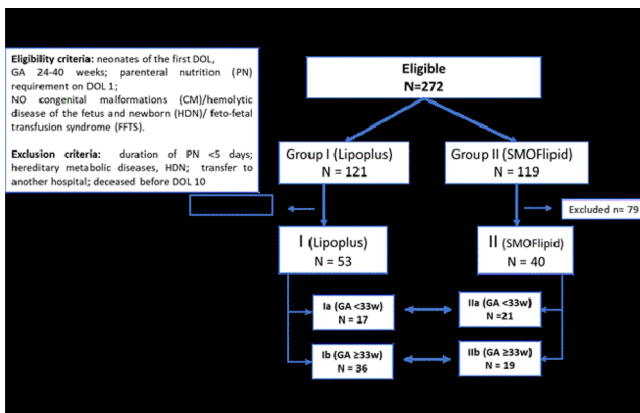 Eligibility criteria: neonates of the first DOL,
GA 24-40 weeks; parenteral nutrition (PN)
requirement on DOL 1;
NO congenital malformations (CM)/hemolytic
disease of the fetus and newborn (HDN)/ feto-fetal
transfusion syndrome (FFTS).
Exclusion criteria: duration of PN <5 days;
hereditary metabolic diseases, HDN; transfer to
another hospital; deceased before DOL 10
Eligible
N=272
Group I (Lipoplus)
N = 121
Group II (SMOFlipid)
N = 119
Excluded n= 79
I (Lipoplus)
N = 53
II (SMOFlipid)
N = 40
Ia (GA <33w)
N = 17
IIa (GA <33w)
N =21
Ib (GA ≥33w)
N = 36
IIb (GA ≥33w)
N = 19